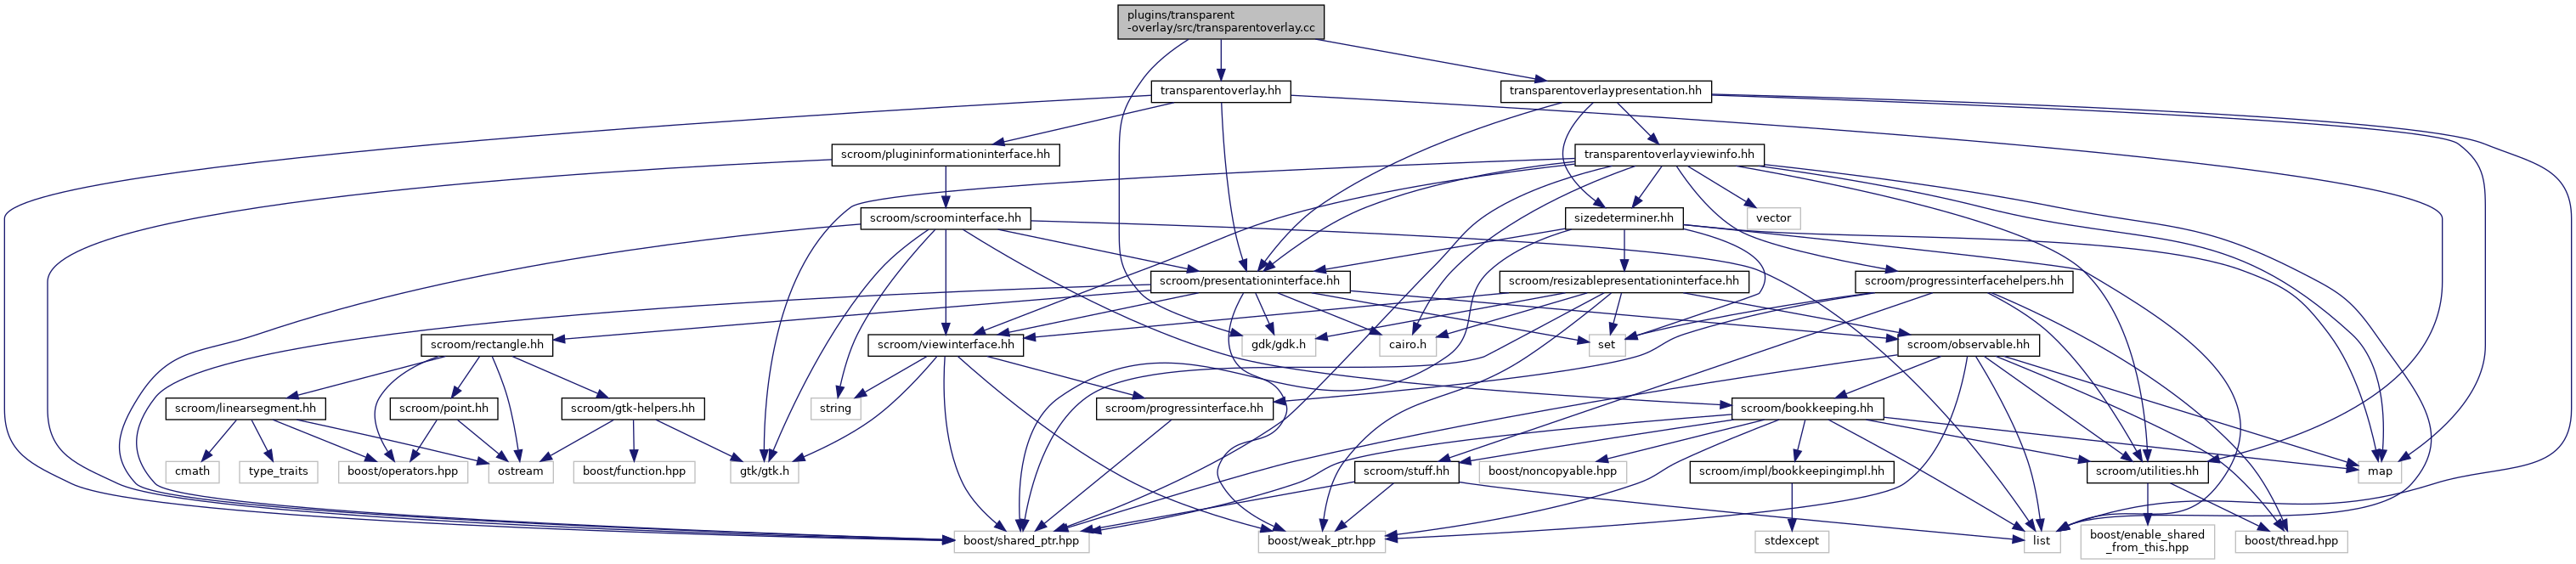 plugins/transparent
-overlay/src/transparentoverlay.cc
transparentoverlay.hh
transparentoverlaypresentation.hh
scroom/plugininformationinterface.hh
transparentoverlayviewinfo.hh
scroom/scroominterface.hh
sizedeterminer.hh
vector
scroom/presentationinterface.hh
scroom/resizablepresentationinterface.hh
scroom/progressinterfacehelpers.hh
scroom/rectangle.hh
scroom/viewinterface.hh
gdk/gdk.h
cairo.h
set
scroom/observable.hh
scroom/linearsegment.hh
scroom/point.hh
scroom/gtk-helpers.hh
string
scroom/progressinterface.hh
scroom/bookkeeping.hh
cmath
type_traits
boost/operators.hpp
ostream
boost/function.hpp
gtk/gtk.h
scroom/stuff.hh
boost/noncopyable.hpp
scroom/impl/bookkeepingimpl.hh
scroom/utilities.hh
map
boost/shared_ptr.hpp
boost/weak_ptr.hpp
stdexcept
list
boost/enable_shared
_from_this.hpp
boost/thread.hpp